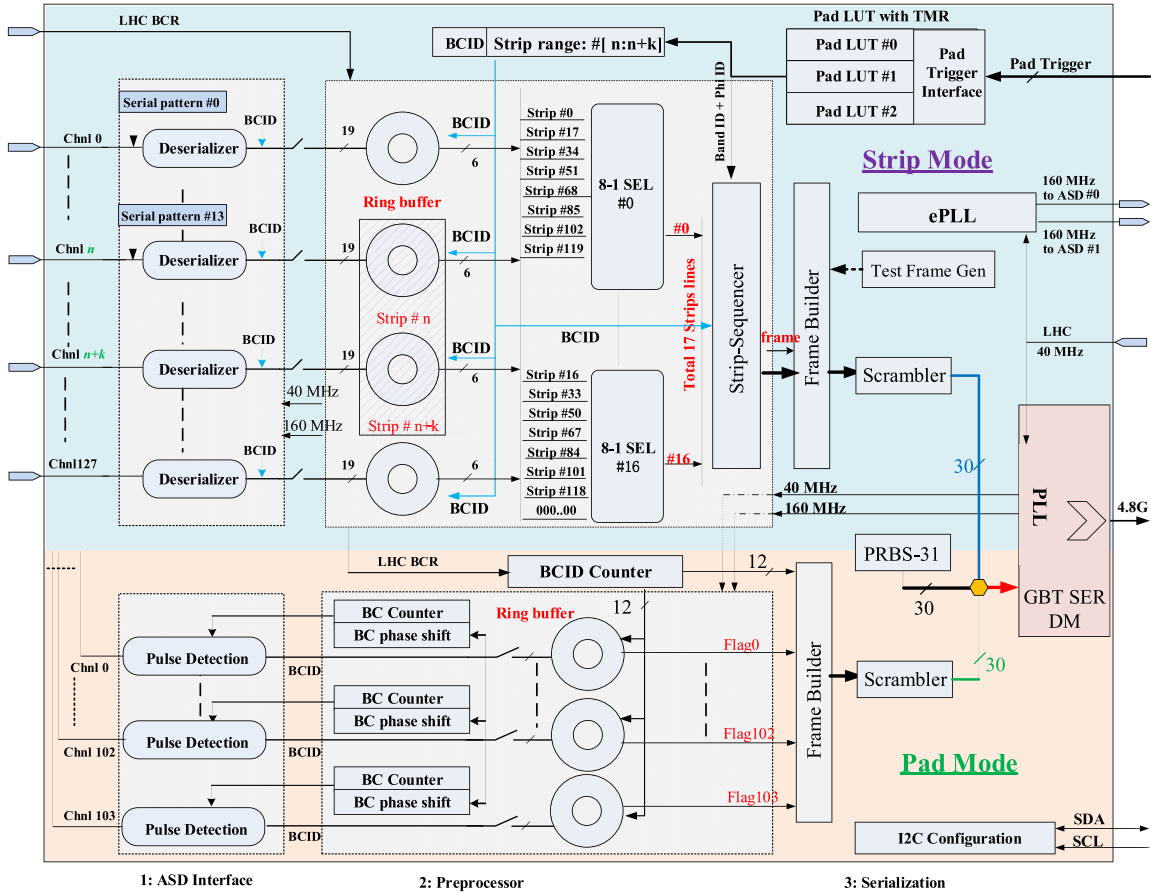 LHC BCR
BCID
Strip range: #[ n:n+k]
Pad LUT with TMR
Pad LUT #0
Pad LUT #1
Pad LUT #2
Pad
Trigger
Interface
Pad Trigger
Serial pattern #0
BCID
Chnl 0
Deserializer
19
BCID
6
Ring buffer
Serial pattern #13
BCID
Chnl n
Deserializer
19
BCID
6
Strip # n
BCID
Chnl n+k
Deserializer
19
BCID
6
Strip # n+k
40 MHz
160 MHz
BCID
Chnl127
Deserializer
19
6
BCID
Strip #0
Strip #17
Strip #34
Strip #51
Strip #68
Strip #85
Strip #102
Strip #119
8-1 SEL
#0
#0
BCID
Strip #16
Strip #33
Strip #50
Strip #67
Strip #84
Strip #101
Strip #118
000..00
8-1 SEL
#16
#16
Total 17 Strips lines
Band ID + Phi ID
Strip-Sequencer
frame
Frame Builder
Strip Mode
ePLL
160 MHz
to ASD #0
160 MHz
to ASD #1
Test Frame Gen
LHC
40 MHz
Scrambler
30
40 MHz
160 MHz
PLL
4.8G
GBT SER
DM
PRBS-31
30
LHC BCR
BCID Counter
12
12
BC Counter
BC phase shift
Ring buffer
Chnl 0
Pulse Detection
BCID
Flag0
BC Counter
BC phase shift
Chnl 102
Pulse Detection
BCID
Flag102
BC Counter
BC phase shift
Chnl 103
Pulse Detection
BCID
Flag103
Frame Builder
Scrambler
30
Pad Mode
I2C Configuration
SDA
SCL
1: ASD Interface
2: Preprocessor
3: Serialization